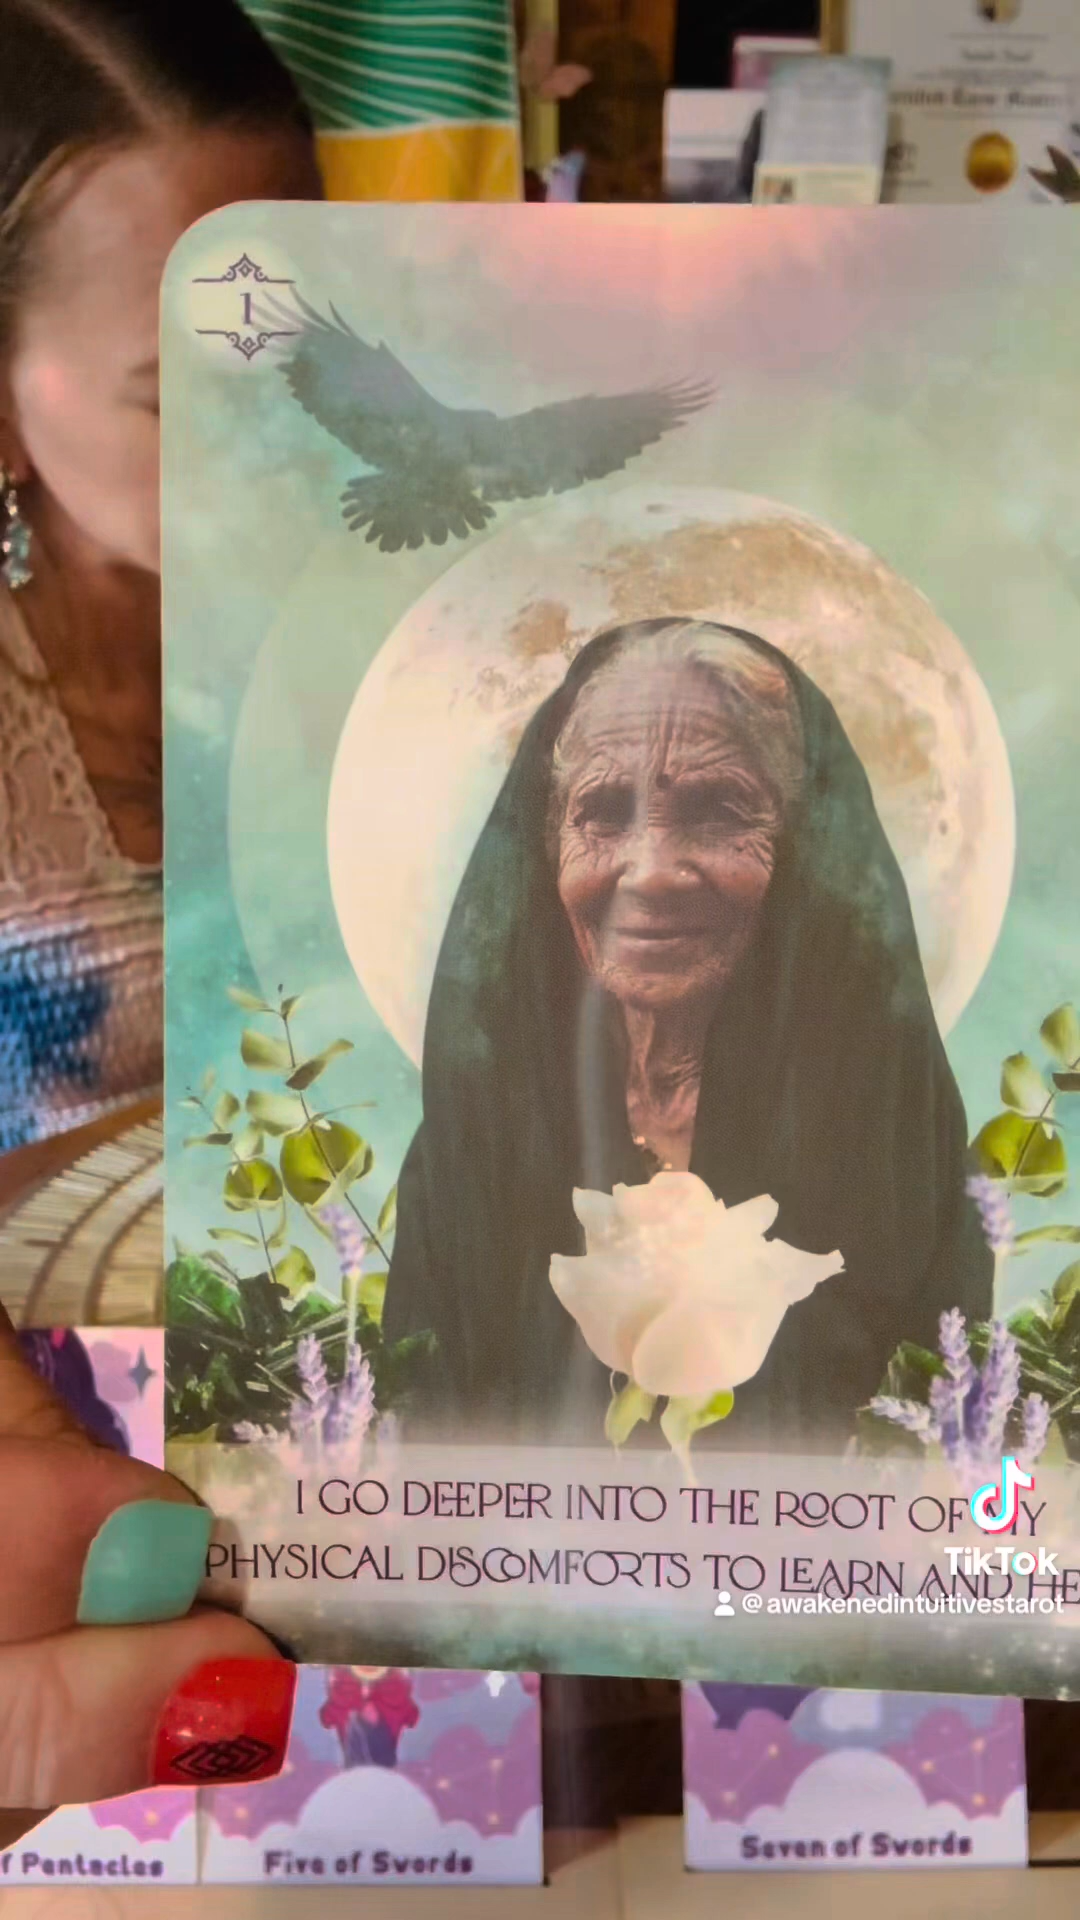 1
I GO DEEPER INTO THE ROOT OF MY
PHYSICAL DISCOMFORTS TO LEARN AND HE
TikTok
@awakenedintuitivestarot
f Pentacles
Five of Swords
Seven of Swords